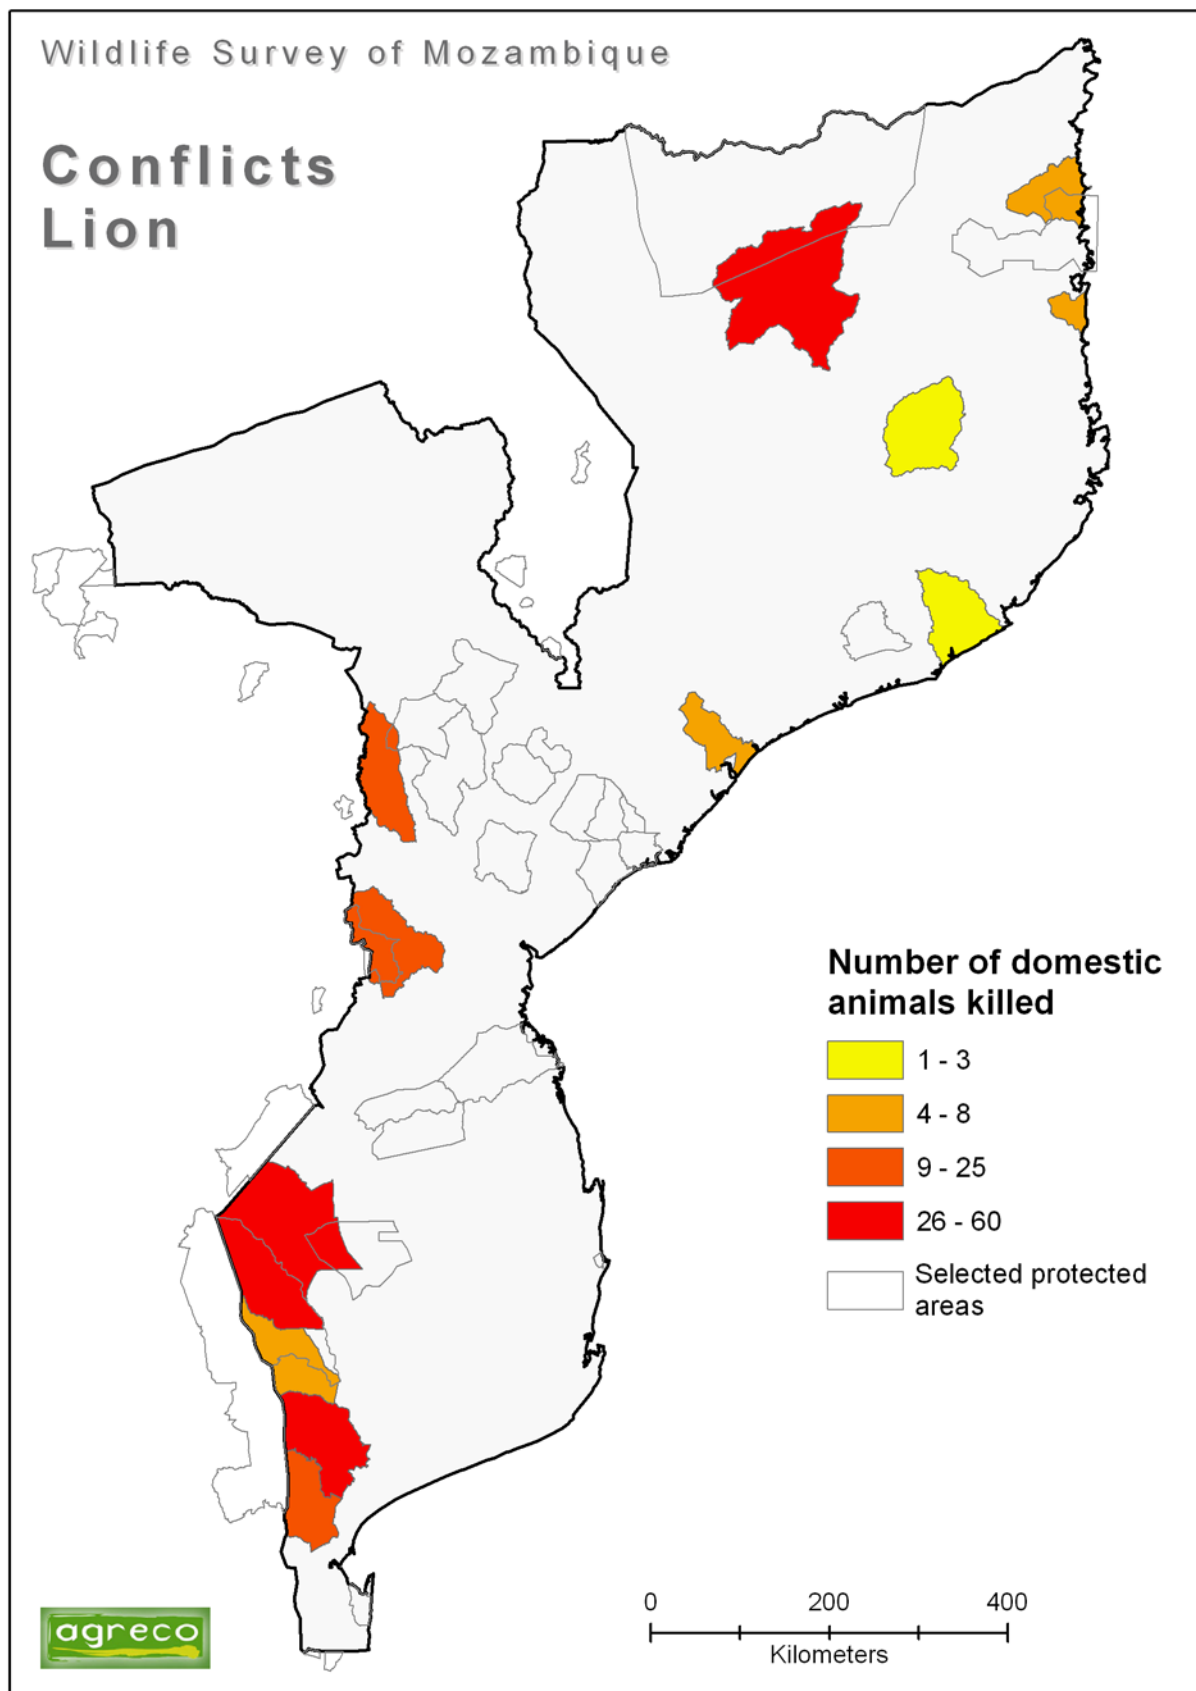 Wildlife Survey of Mozambique
Conflicts
Lion
Number of domestic
animals killed
1 - 3
4 - 8
9 - 25
26 - 60
Selected protected
areas
0 200 400
Kilometers
agreco